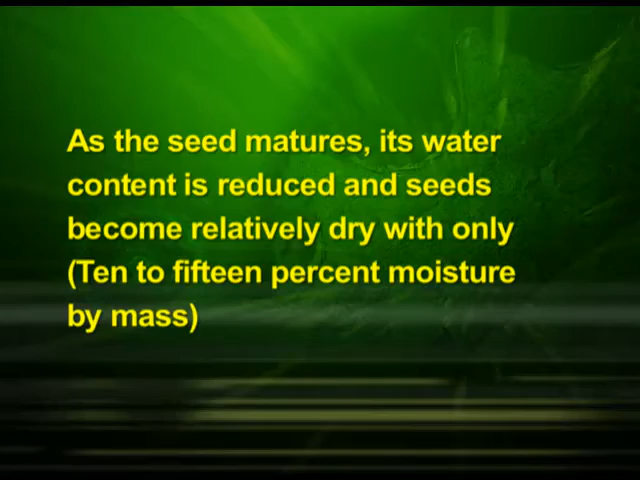 As the seed matures, its water
content is reduced and seeds
become relatively dry with only
(Ten to fifteen percent moisture
by mass)